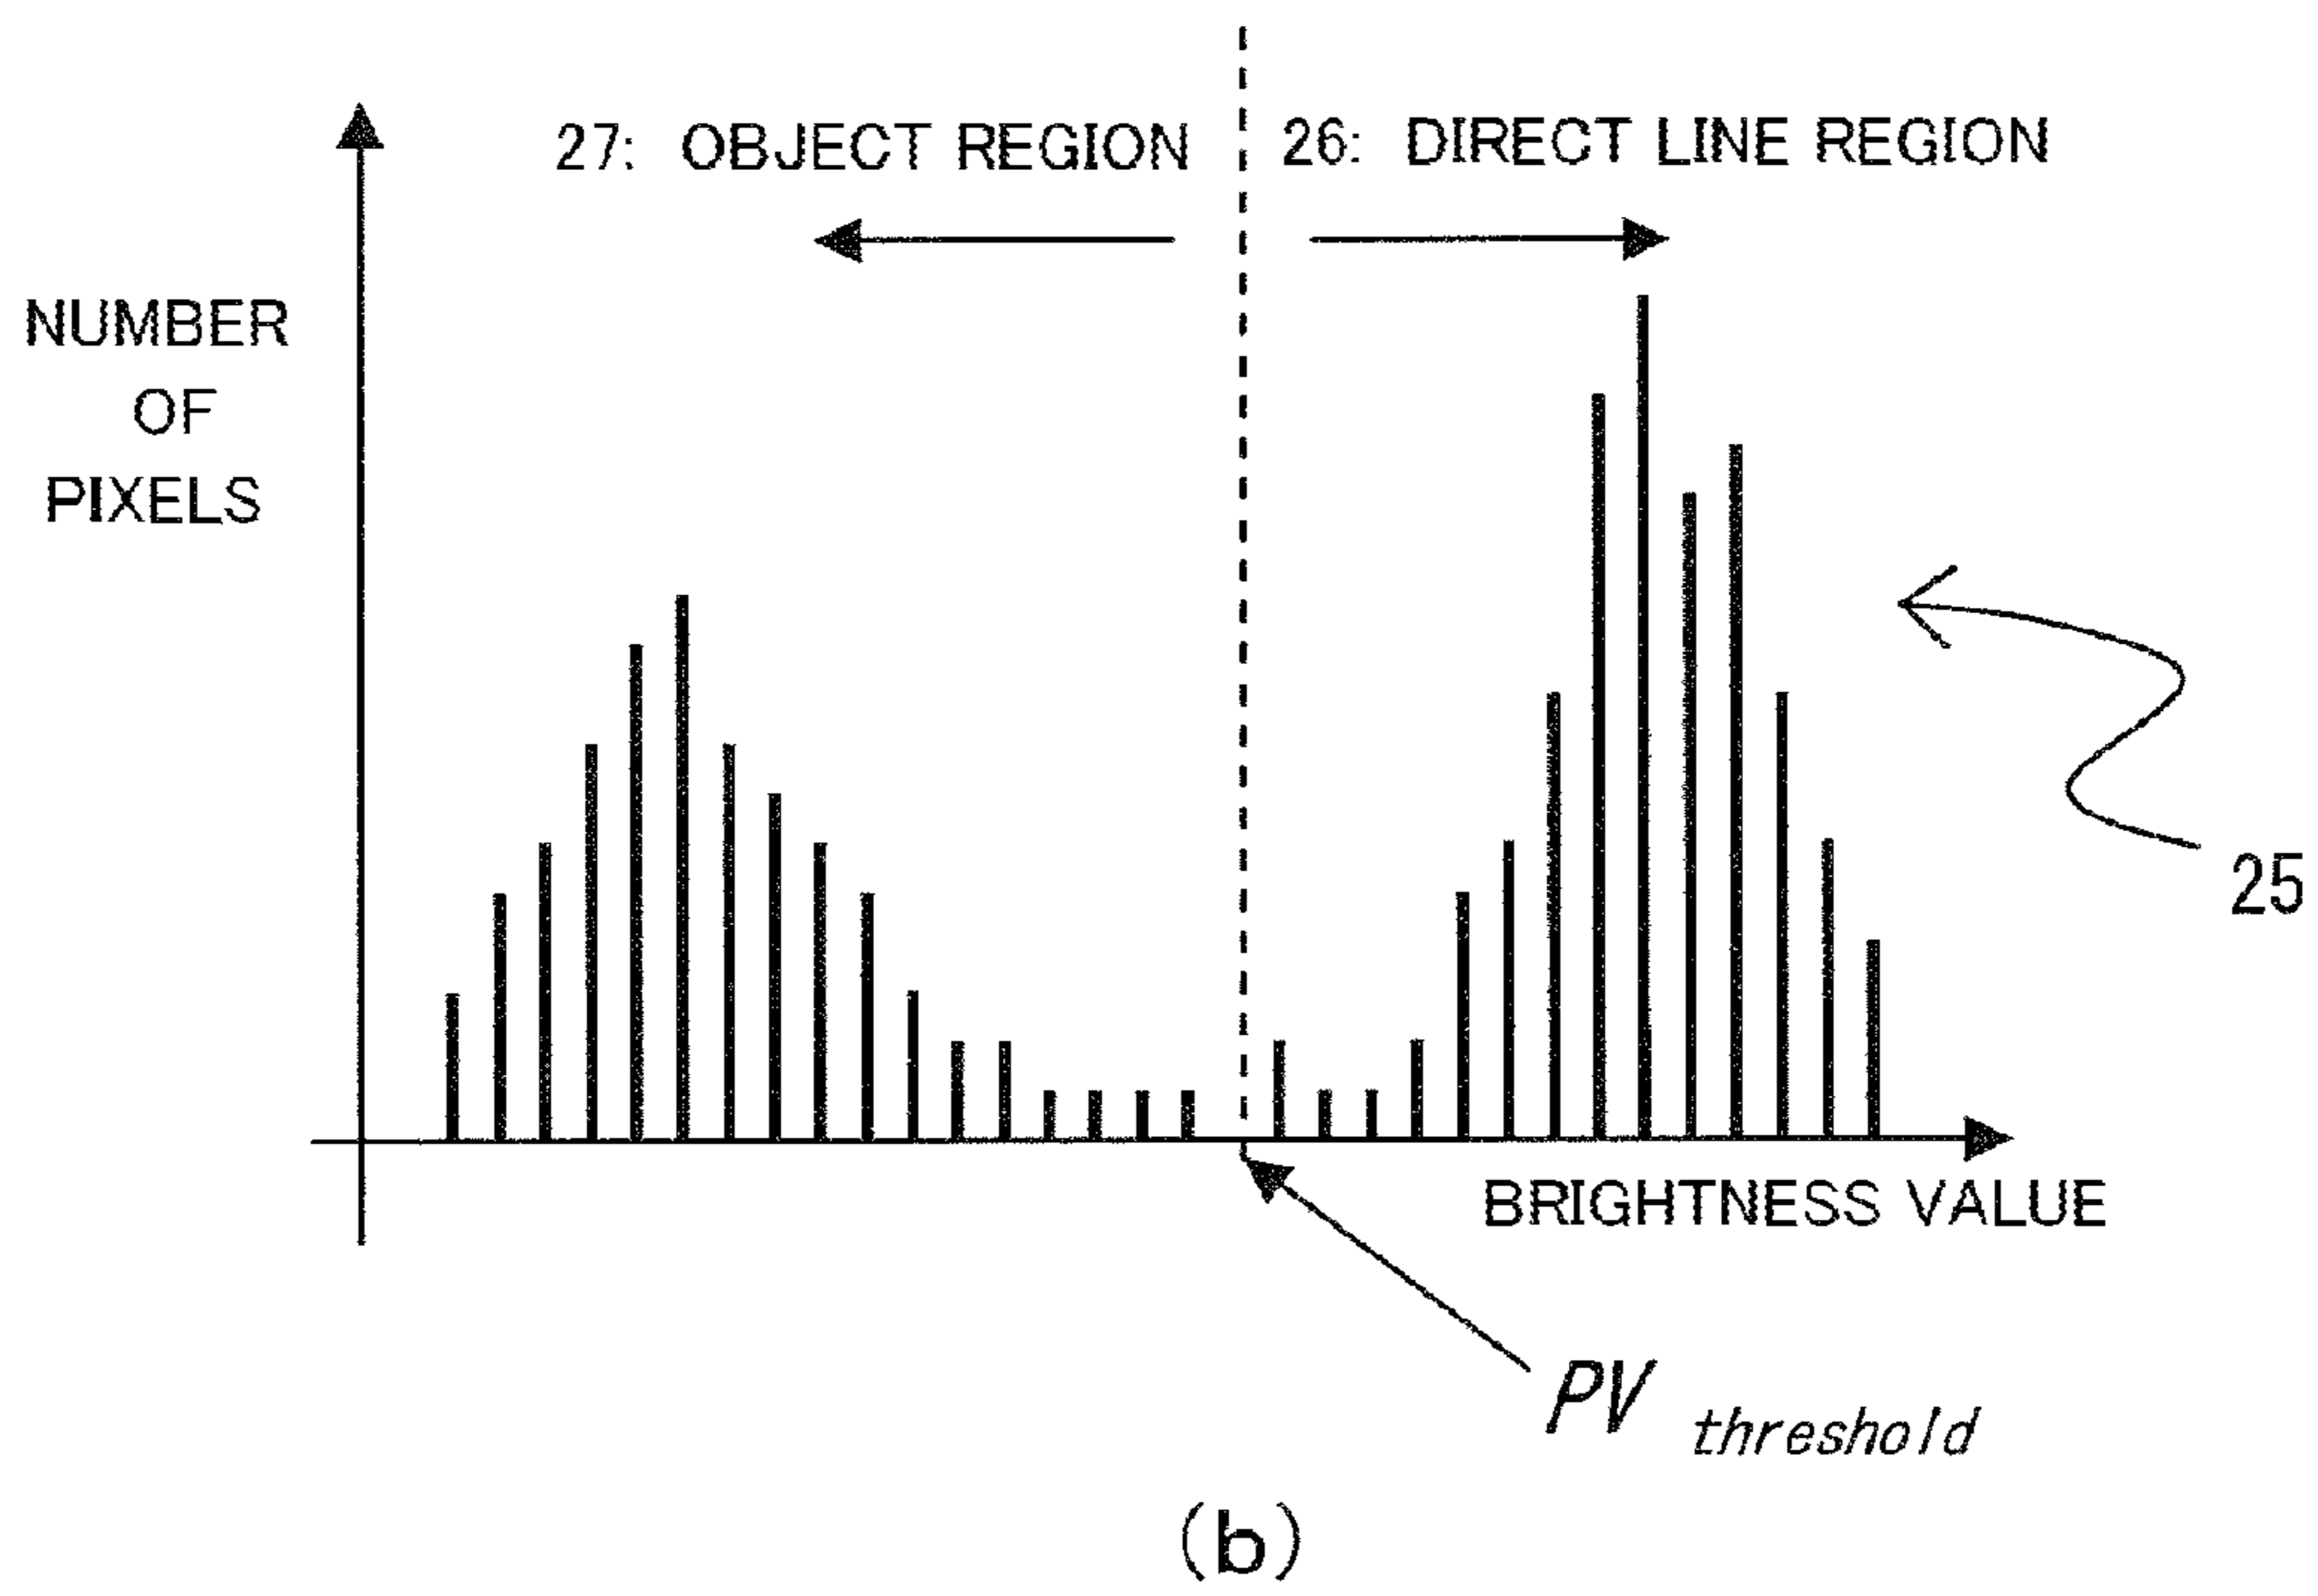 27: OBJECT REGION
26: DIRECT LINE REGION
NUMBER
OF
PIXELS
25
BRIGHTNESS VALUE
PV threshold
(b)